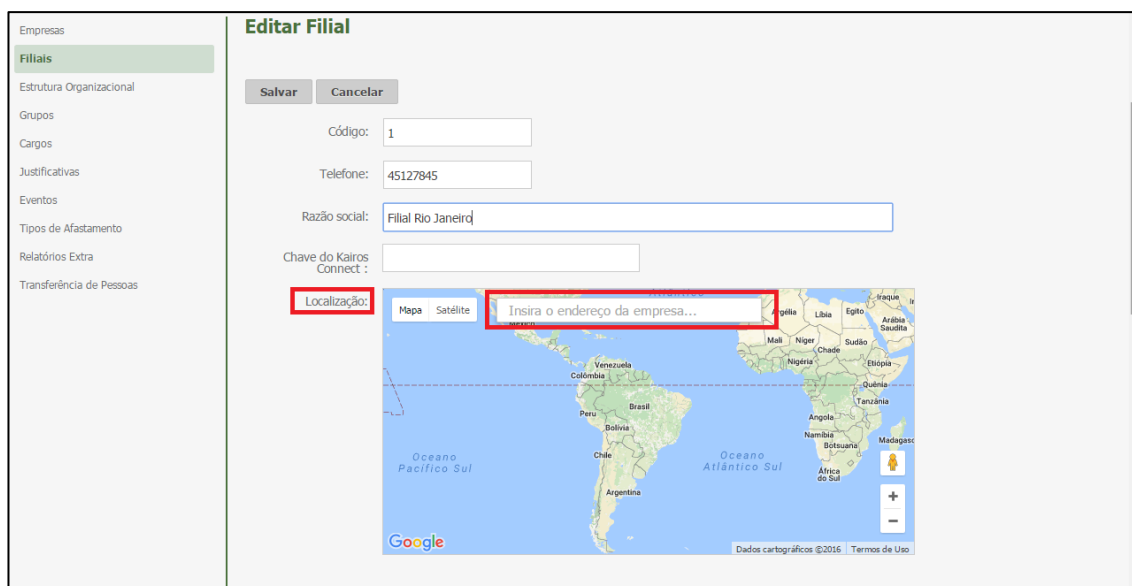 Empresas
Filiais
Estrutura Organizacional
Grupos
Cargos
Justificativas
Eventos
Tipos de Afastamento
Relatórios Extra
Transferência de Pessoas
Editar Filial
Salvar Cancelar
Código: 1
Telefone: 45127845
Razão social: Filial Rio Janeiro
Chave do Kairos
Connect :
Localização:
Mapa Satélite Insira o endereço da empresa...
Iraque
Argélia Líbia Egito
Arábia
Saudita
México
Mali Níger Sudão
Chade
Nigéria Etiópia
Venezuela
Colômbia
Quênia
Tanzânia
Brasil
Peru
Angola
Bolívia
Namíbia
Botsuana
Chile
Oceano
Pacífico Sul
Oceano
Atlântico Sul
África
do Sul
Argentina
+
−
Google
Dados cartográficos ©2016 Termos de Uso